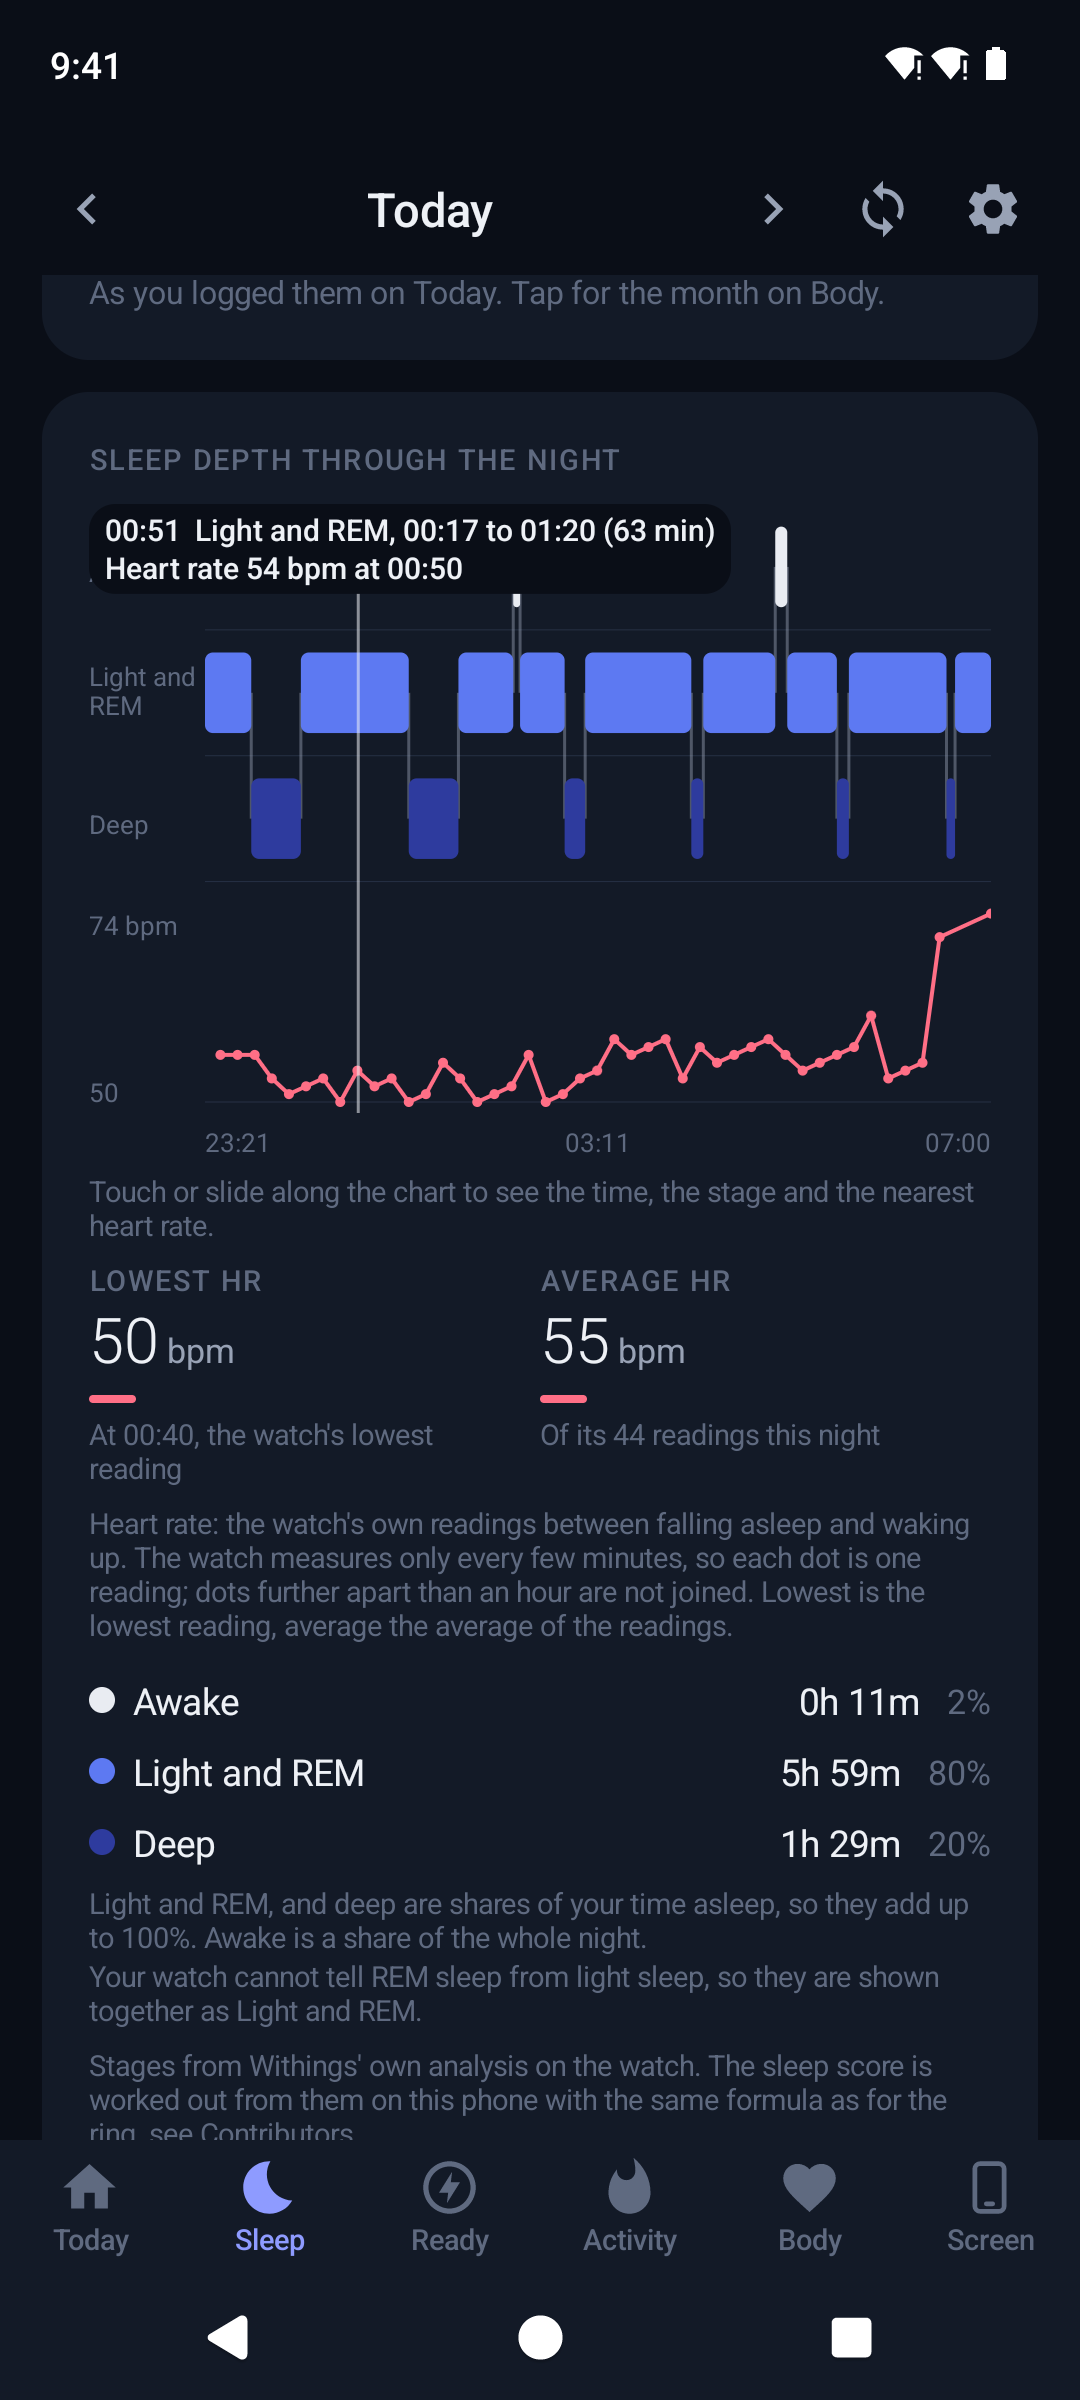 9:41
Today
As you logged them on Today. Tap for the month on Body.
SLEEP DEPTH THROUGH THE NIGHT
00:51 Light and REM, 00:17 to 01:20 (63 min)
Heart rate 54 bpm at 00:50
Light and
REM
Deep
74 bpm
50
23:21 03:11 07:00
Touch or slide along the chart to see the time, the stage and the nearest
heart rate.
LOWEST HR AVERAGE HR
50 bpm 55 bpm
At 00:40, the watch's lowest
reading
Of its 44 readings this night
Heart rate: the watch's own readings between falling asleep and waking
up. The watch measures only every few minutes, so each dot is one
reading; dots further apart than an hour are not joined. Lowest is the
lowest reading, average the average of the readings.
Awake 0h 11m 2%
Light and REM 5h 59m 80%
Deep 1h 29m 20%
Light and REM, and deep are shares of your time asleep, so they add up
to 100%. Awake is a share of the whole night.
Your watch cannot tell REM sleep from light sleep, so they are shown
together as Light and REM.
Stages from Withings' own analysis on the watch. The sleep score is
worked out from them on this phone with the same formula as for the
ring, see Contributors
Today Sleep Ready Activity Body Screen